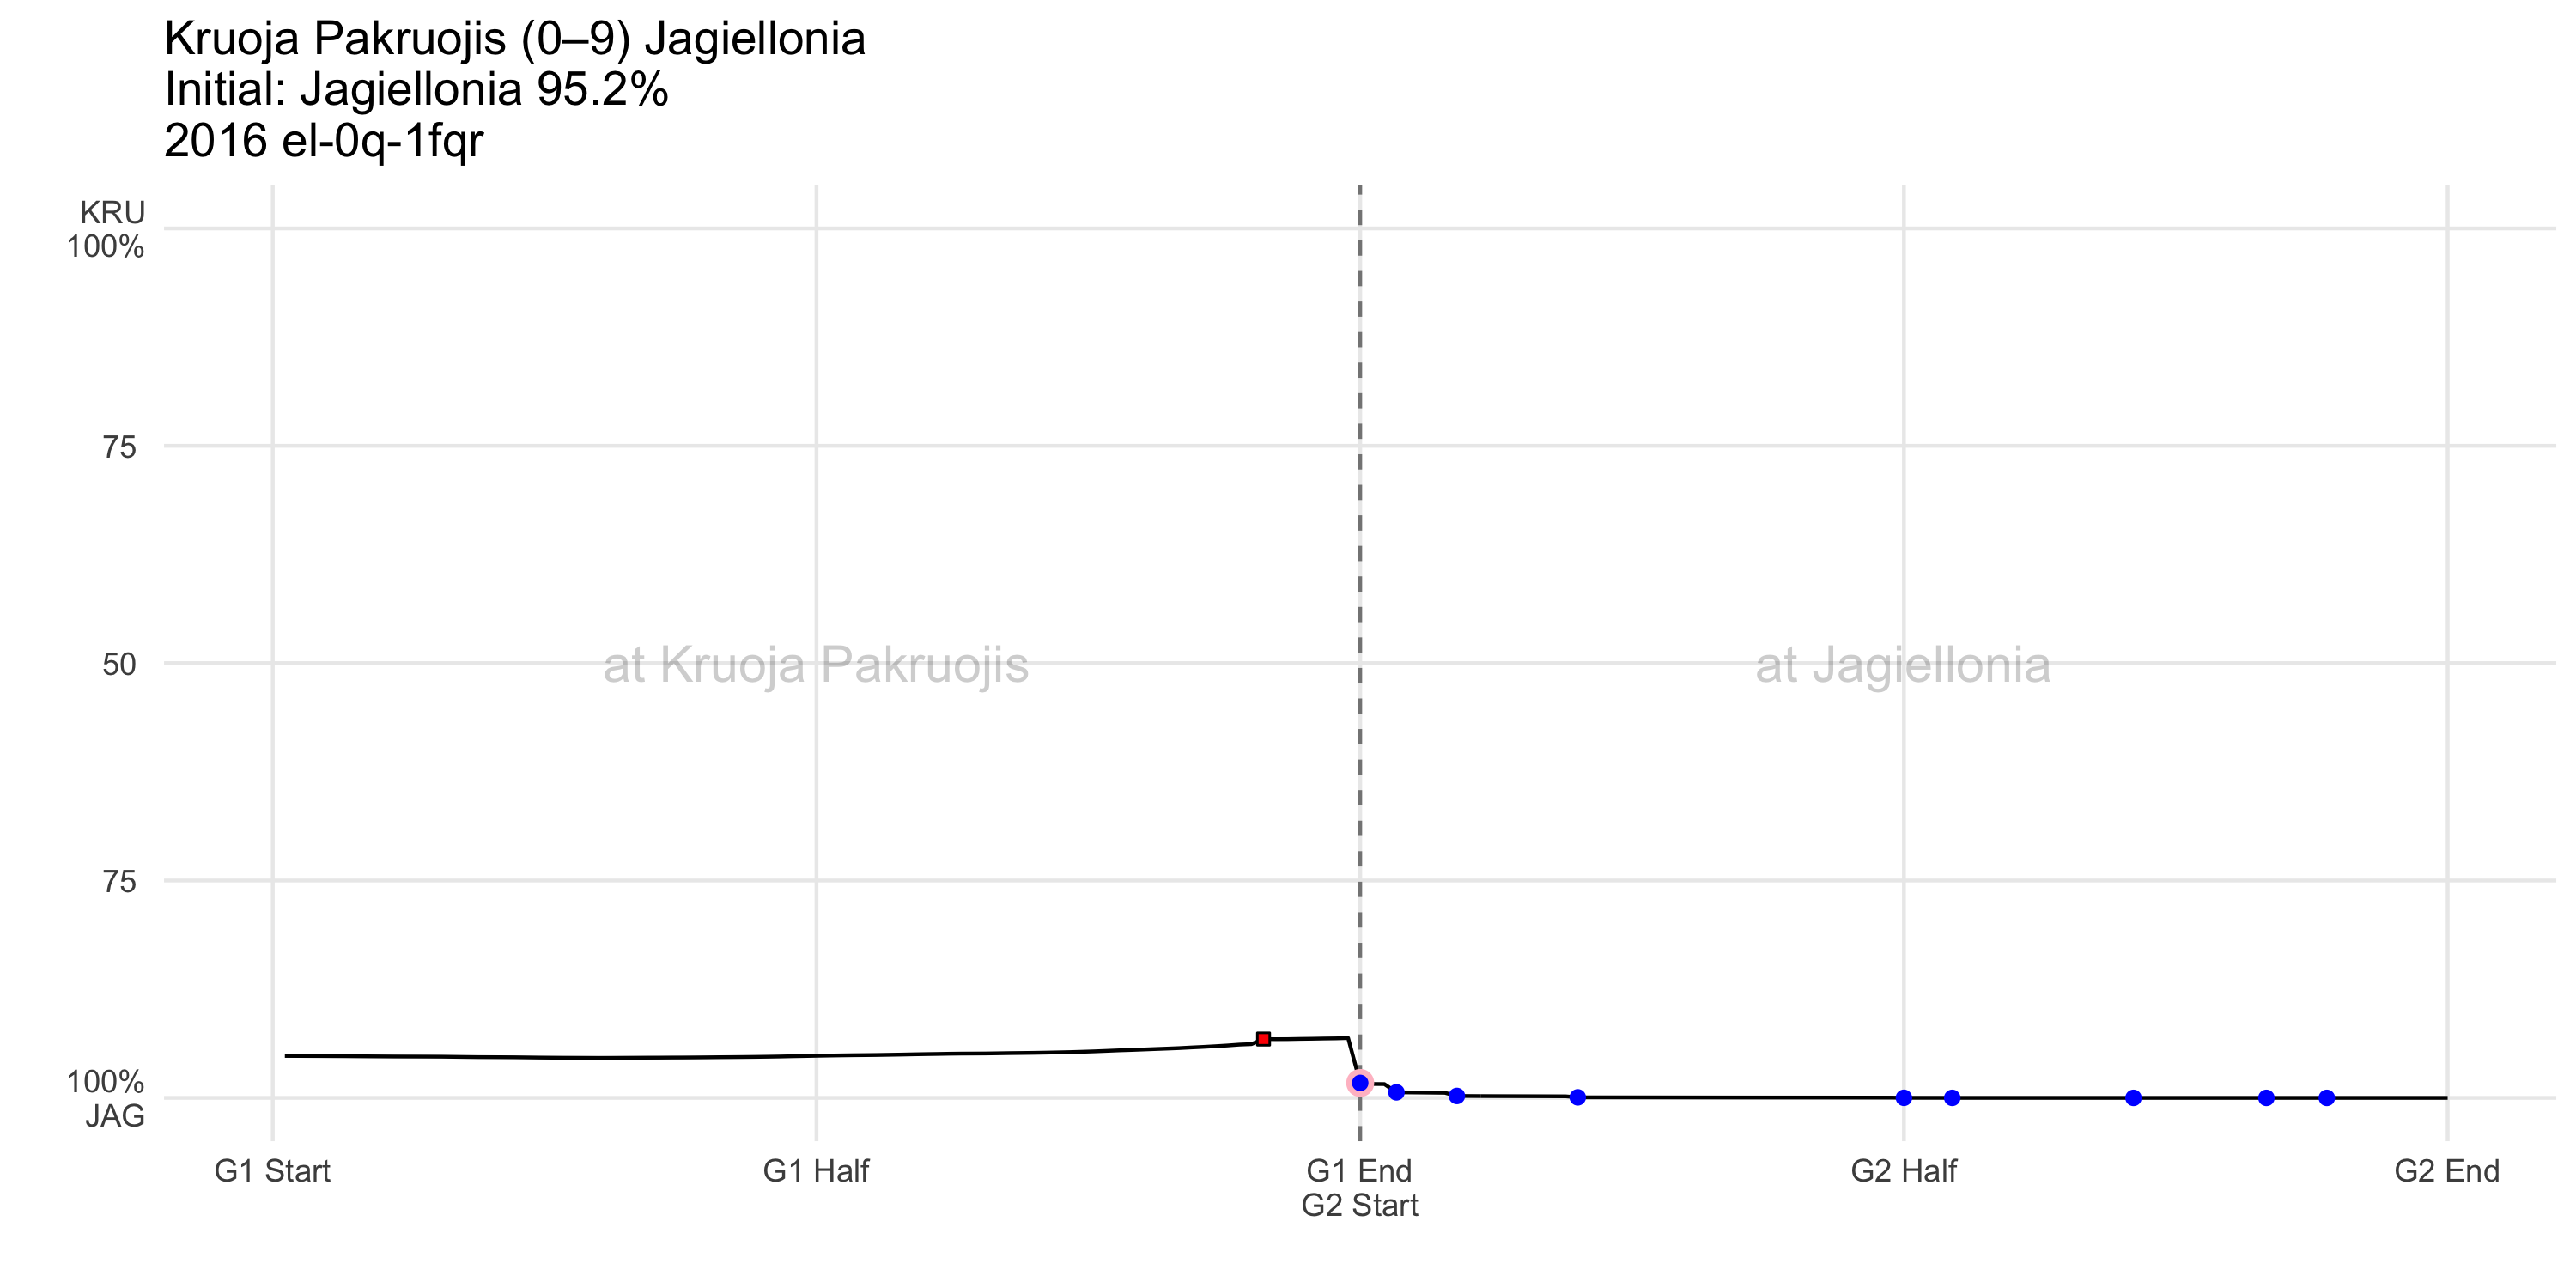 Kruoja Pakruojis (0–9) Jagiellonia
Initial: Jagiellonia 95.2%
2016 el-0q-1fqr
KRU
100%
75
50
75
100%
JAG
at Kruoja Pakruojis
at Jagiellonia
G1 Start
G1 Half
G1 End
G2 Start
G2 Half
G2 End